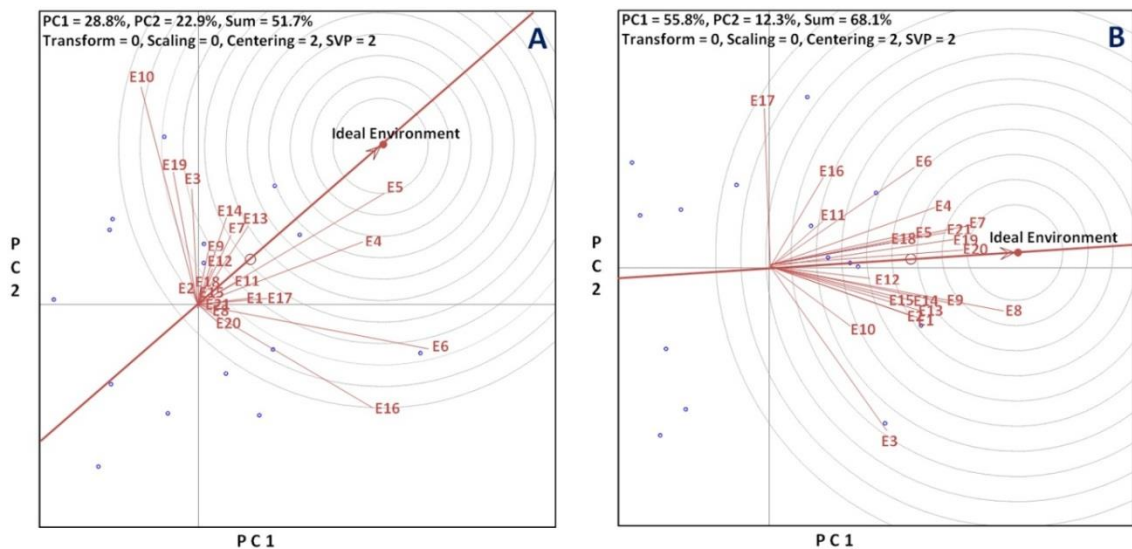 PC1 = 28.8%, PC2 = 22.9%, Sum = 51.7%
Transform = 0, Scaling = 0, Centering = 2, SVP = 2
A
E10
Ideal Environment
E19
E3
E5
E14
E13
E7
E4
E9
E12
E18
E11
E2
E15
E1
E17
E21
E8
E20
E6
E16
P
C
2
P C 1
PC1 = 55.8%, PC2 = 12.3%, Sum = 68.1%
Transform = 0, Scaling = 0, Centering = 2, SVP = 2
B
E17
E6
E16
E4
E11
E7
E5
E21
E18
E19
Ideal Environment
E20
E12
E15
E14
E9
E13
E8
E2
E1
E10
E3
P
C
2
P C 1